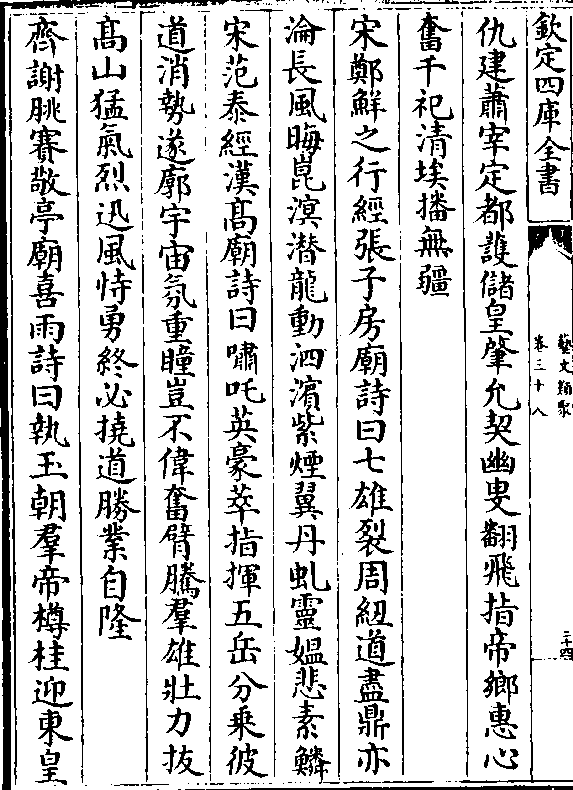 欽定四庫全書
藝文類聚
卷三十八
三十四
仇建蕭宰定都䕶儲皇肇允契幽叟翻飛指帝鄉惠心
奮千祀清埃播無疆
宋鄭鮮之行經張子房廟詩曰七雄裂周紐道盡鼎亦
淪長風晦崑溟潜龍動泗濱紫煙翼丹虬靈媼悲素鱗
宋范泰經漢髙廟詩曰嘯吒英豪萃指揮五岳分乗彼
道消勢遂廓宇宙氛重瞳豈不偉奮臂騰羣雄壯力抜
髙山猛氣烈迅風恃勇終必撓道勝業自隆
齊謝朓賽敬亭廟喜雨詩曰執玉朝羣帝樽桂迎東皇